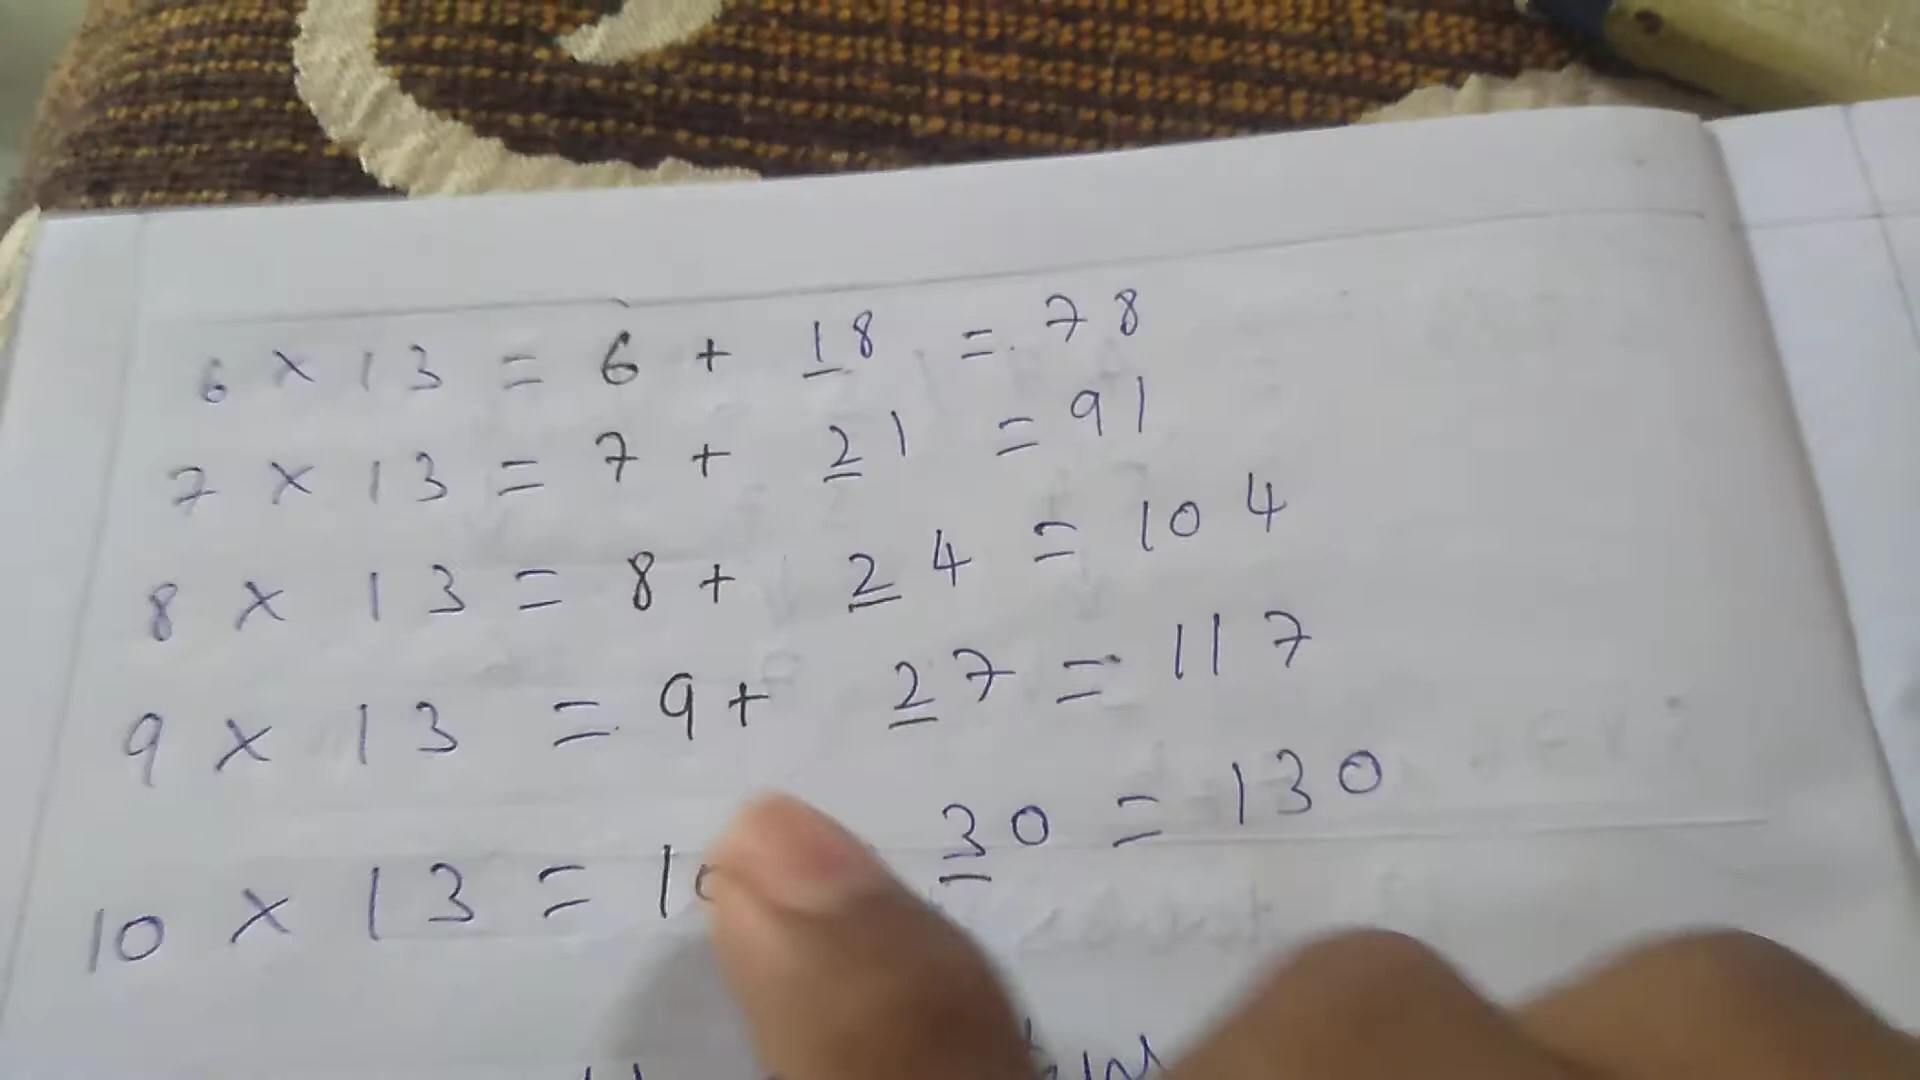 6 × 13 = 6 + 18 = 78
7 × 13 = 7 + 21 = 91
8 × 13 = 8 + 24 = 104
9 × 13 = 9 + 27 = 117
10 × 13 = 10 30 = 130